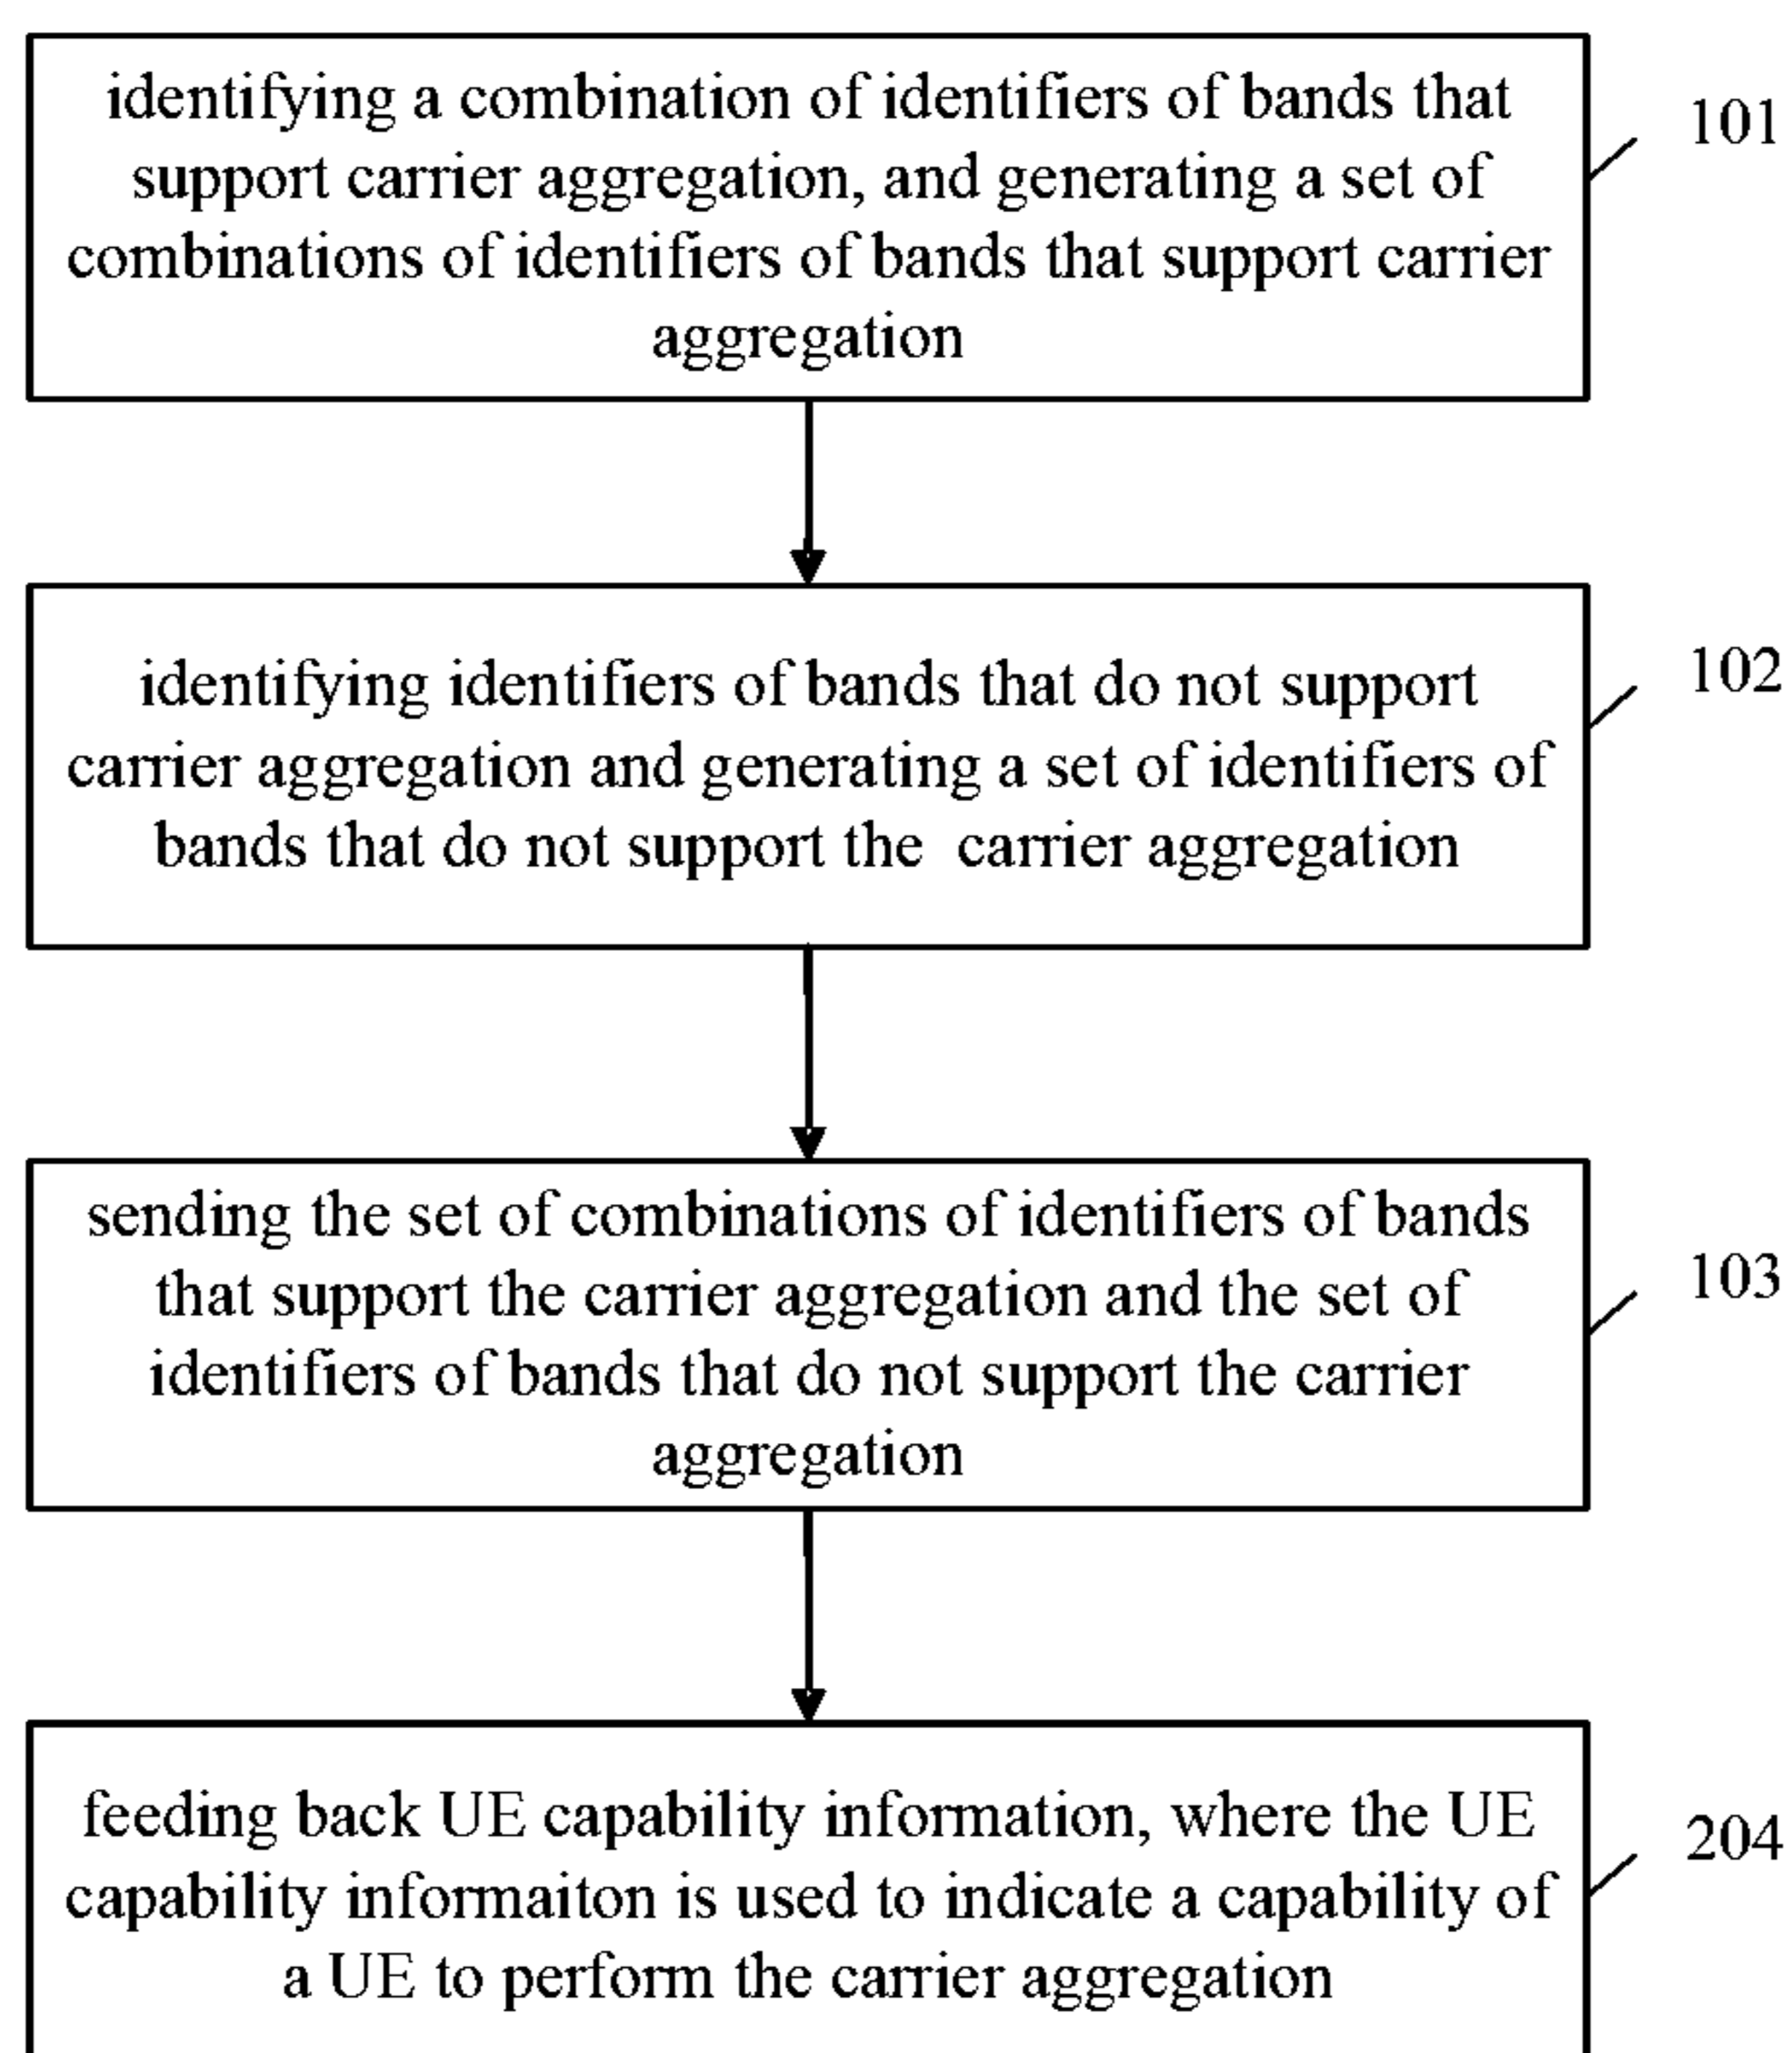 identifying a combination of identifiers of bands that
support carrier aggregation, and generating a set of
combinations of identifiers of bands that support carrier
aggregation
101
identifying identifiers of bands that do not support
carrier aggregation and generating a set of identifiers of
bands that do not support the carrier aggregation
102
sending the set of combinations of identifiers of bands
that support the carrier aggregation and the set of
identifiers of bands that do not support the carrier
aggregation
103
feeding back UE capability information, where the UE
capability informaiton is used to indicate a capability of
a UE to perform the carrier aggregation
204